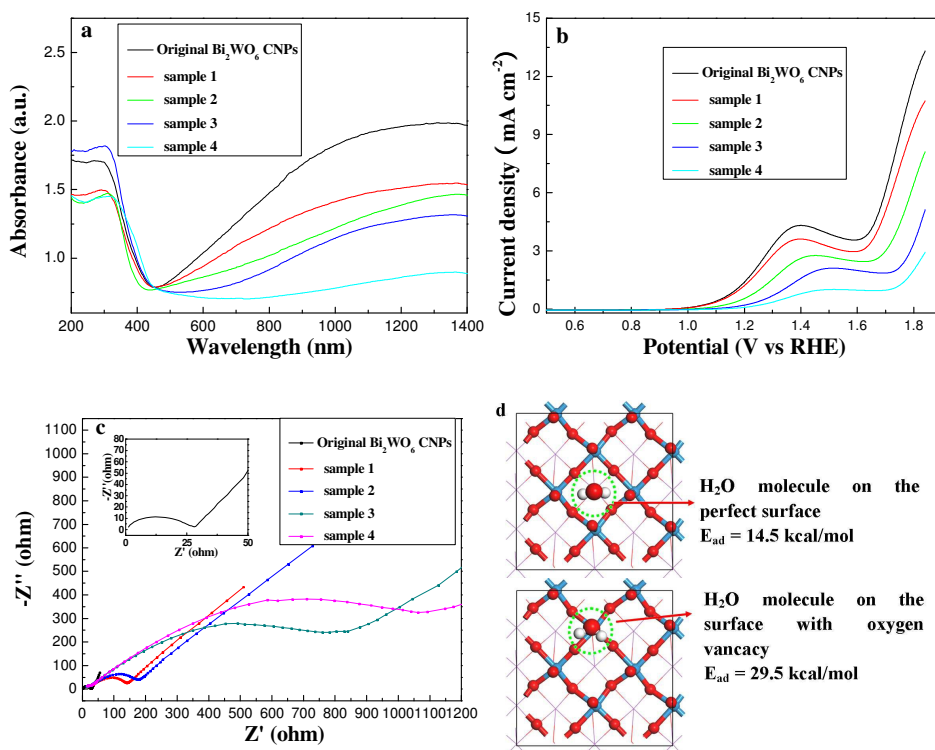 a
Original Bi2WO6 CNPs
sample 1
sample 2
sample 3
sample 4
Absorbance (a.u.)
2.5
2.0
1.5
1.0
200 400 600 800 1000 1200 1400
Wavelength (nm)
b
Original Bi2WO6 CNPs
sample 1
sample 2
sample 3
sample 4
Current density ( mA cm-2)
15
12
9
6
3
0
0.6 0.8 1.0 1.2 1.4 1.6 1.8
Potential (V vs RHE)
c
Original Bi2WO6 CNPs
sample 1
sample 2
sample 3
sample 4
-Z'' (ohm)
1100
1000
900
800
700
600
500
400
300
200
100
0
0 100 200 300 400 500 600 700 800 900 1000 1100 1200
Z' (ohm)
-Z'' (ohm)
80
70
60
50
40
30
20
10
0
0 25 50
Z' (ohm)
d
H2O molecule on the
perfect surface
Ead = 14.5 kcal/mol
H2O molecule on the
surface with oxygen
vancacy
Ead = 29.5 kcal/mol